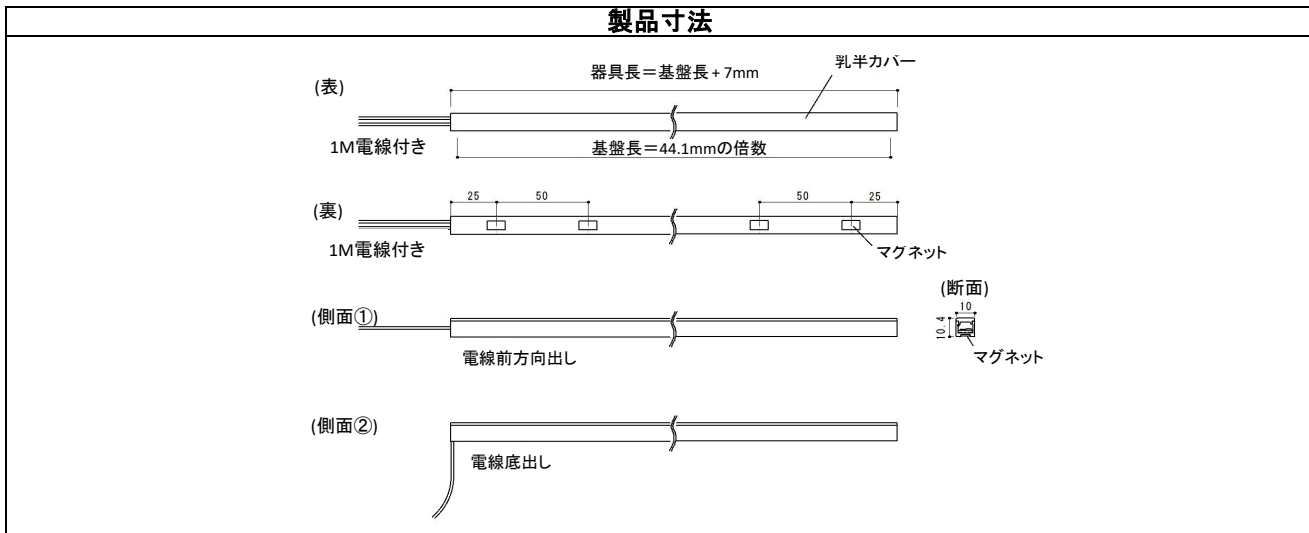 製品寸法
器具長＝基盤長＋7mm
乳半カバー
(表)
1M電線付き
基盤長＝44.1mmの倍数
25
50
50
25
(裏)
1M電線付き
マグネット
(断面)
10
10.4
マグネット
(側面①)
電線前方向出し
(側面②)
電線底出し